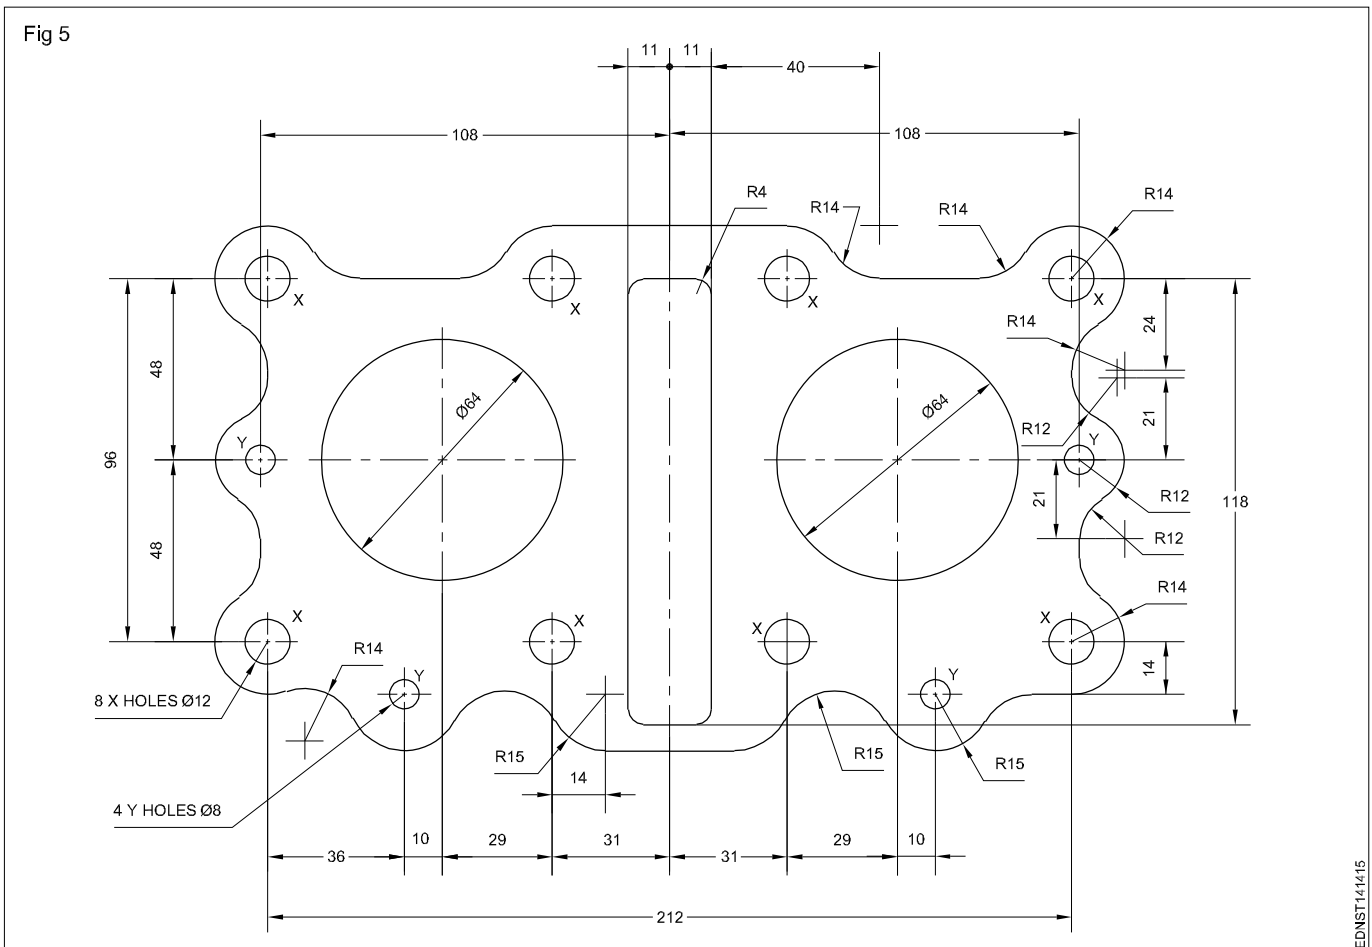 Fig 5
11
11
40
108
108
R4
R14
R14
R14
X
X
X
X
R14
24
48
96
Ø64
Ø64
R12
21
Y
Y
21
R12
118
R12
48
X
X
X
X
R14
R14
14
Y
Y
8 X HOLES Ø12
R15
14
R15
R15
4 Y HOLES Ø8
36
10
29
31
31
29
10
212
EDNIST141415